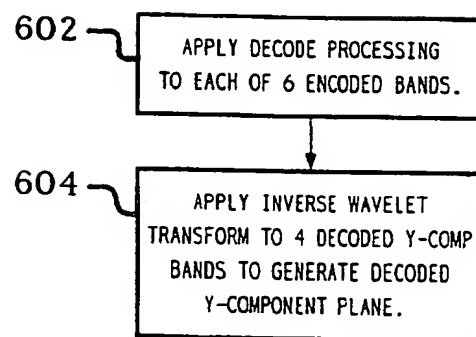 602
APPLY DECODE PROCESSING
TO EACH OF 6 ENCODED BANDS.
604
APPLY INVERSE WAVELET
TRANSFORM TO 4 DECODED Y-COMP
BANDS TO GENERATE DECODED
Y-COMPONENT PLANE.